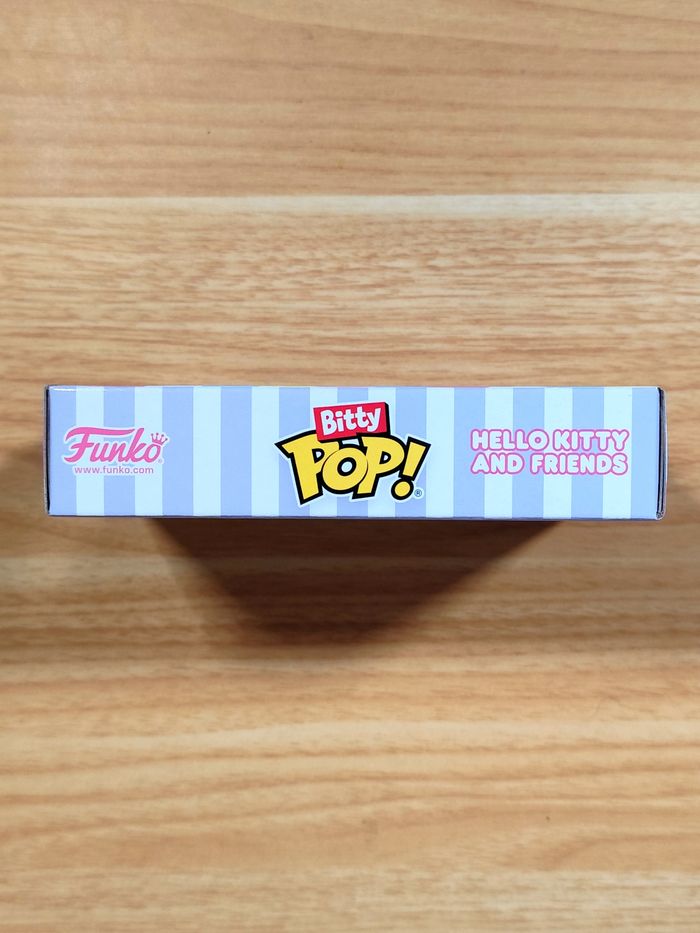 Funko
www.funko.com
Bitty
POP!®
HELLO KITTY
AND FRIENDS